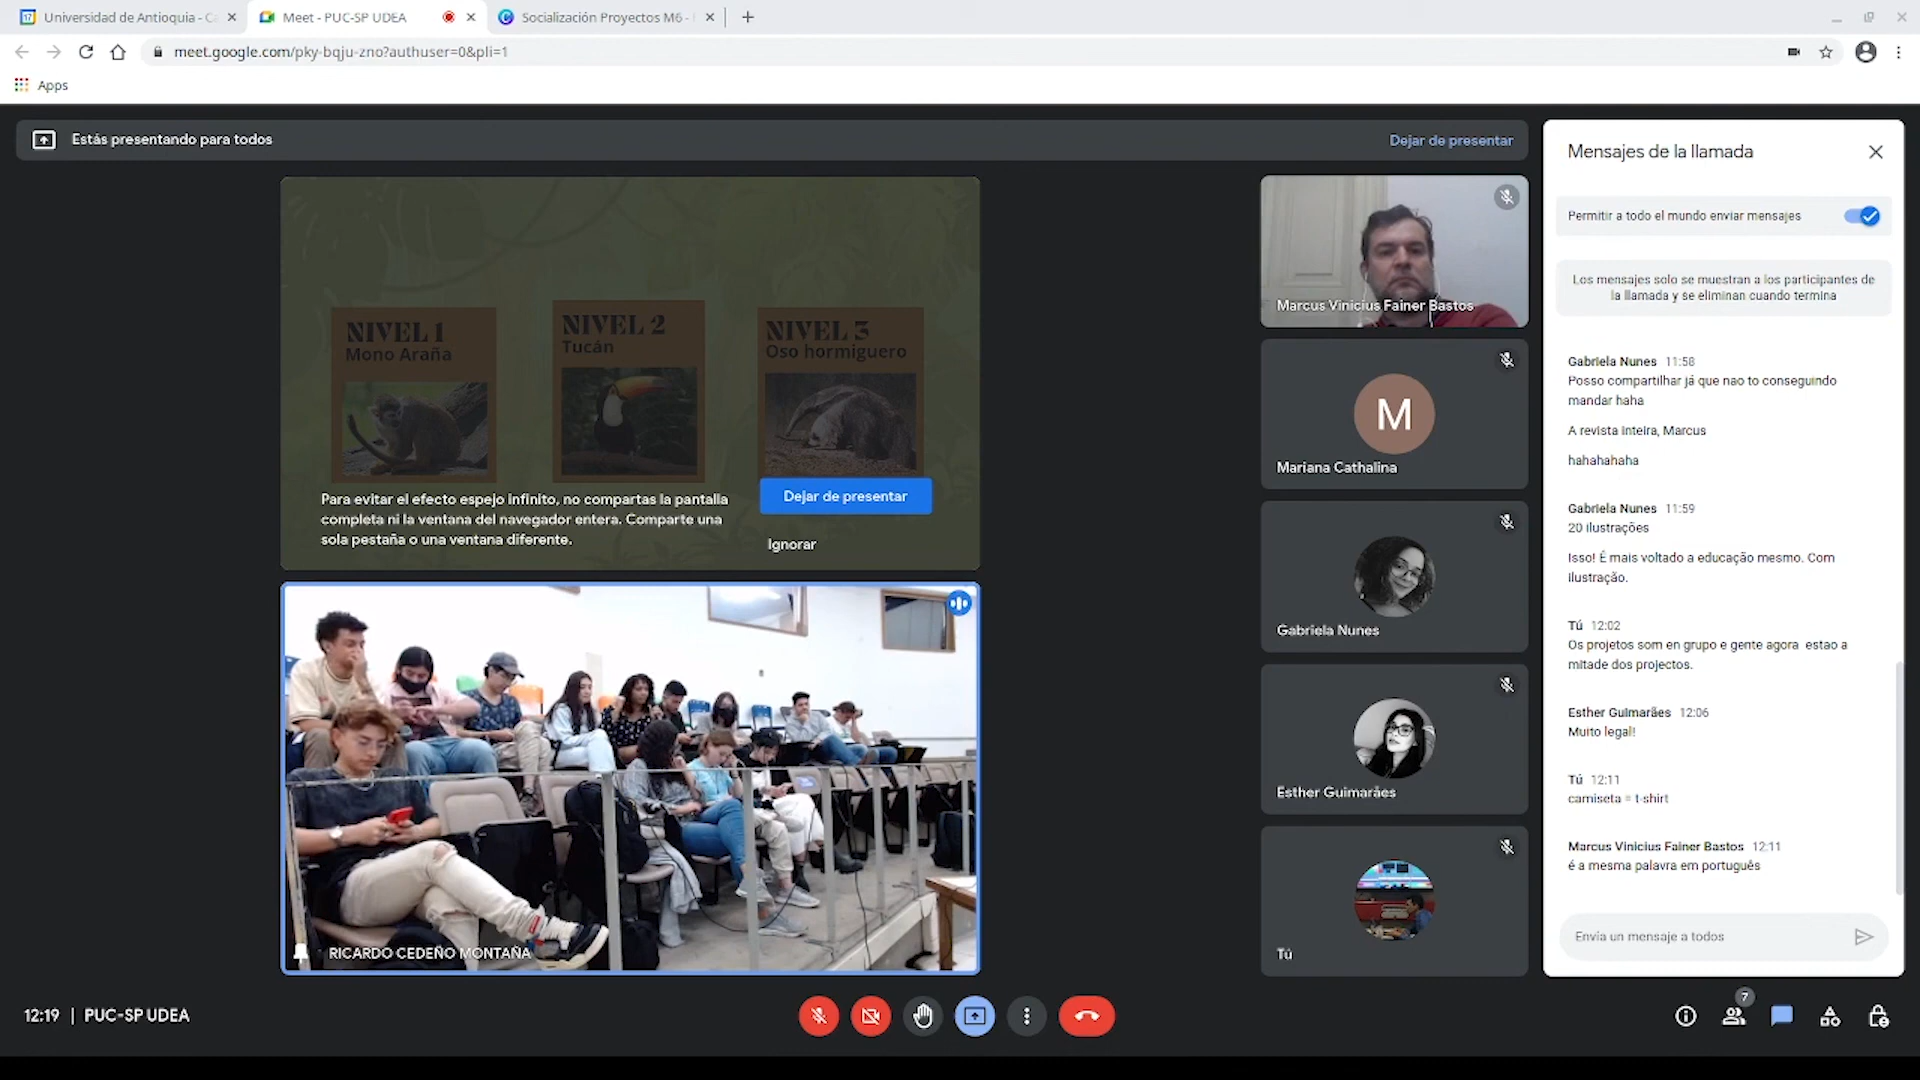 Universidad de Antioquia - Ca
Meet - PUC-SP UDEA
Socialización Proyectos M6 -
meet.google.com/pky-bqju-zno?authuser=0&pli=1
Apps
Estás presentando para todos
Dejar de presentar
NIVEL 1
Mono Araña
NIVEL 2
Tucán
NIVEL 3
Oso hormiguero
Para evitar el efecto espejo infinito, no compartas la pantalla
completa ni la ventana del navegador entera. Comparte una
sola pestaña o una ventana diferente.
Dejar de presentar
Ignorar
RICARDO CEDEÑO MONTAÑA
Marcus Vinicius Fainer Bastos
M
Mariana Cathalina
Gabriela Nunes
Esther Guimarães
Tú
Mensajes de la llamada
Permitir a todo el mundo enviar mensajes
Los mensajes solo se muestran a los participantes de
la llamada y se eliminan cuando termina
Gabriela Nunes 11:58
Posso compartilhar já que nao to conseguindo
mandar haha
A revista inteira, Marcus
hahahahaha
Gabriela Nunes 11:59
20 ilustrações
Isso! É mais voltado a educação mesmo. Com
ilustração.
Tú 12:02
Os projetos som en grupo e gente agora estao a
mitade dos projectos.
Esther Guimarães 12:06
Muito legal!
Tú 12:11
camiseta = t-shirt
Marcus Vinicius Fainer Bastos 12:11
é a mesma palavra em português
Envía un mensaje a todos
12:19 | PUC-SP UDEA
7